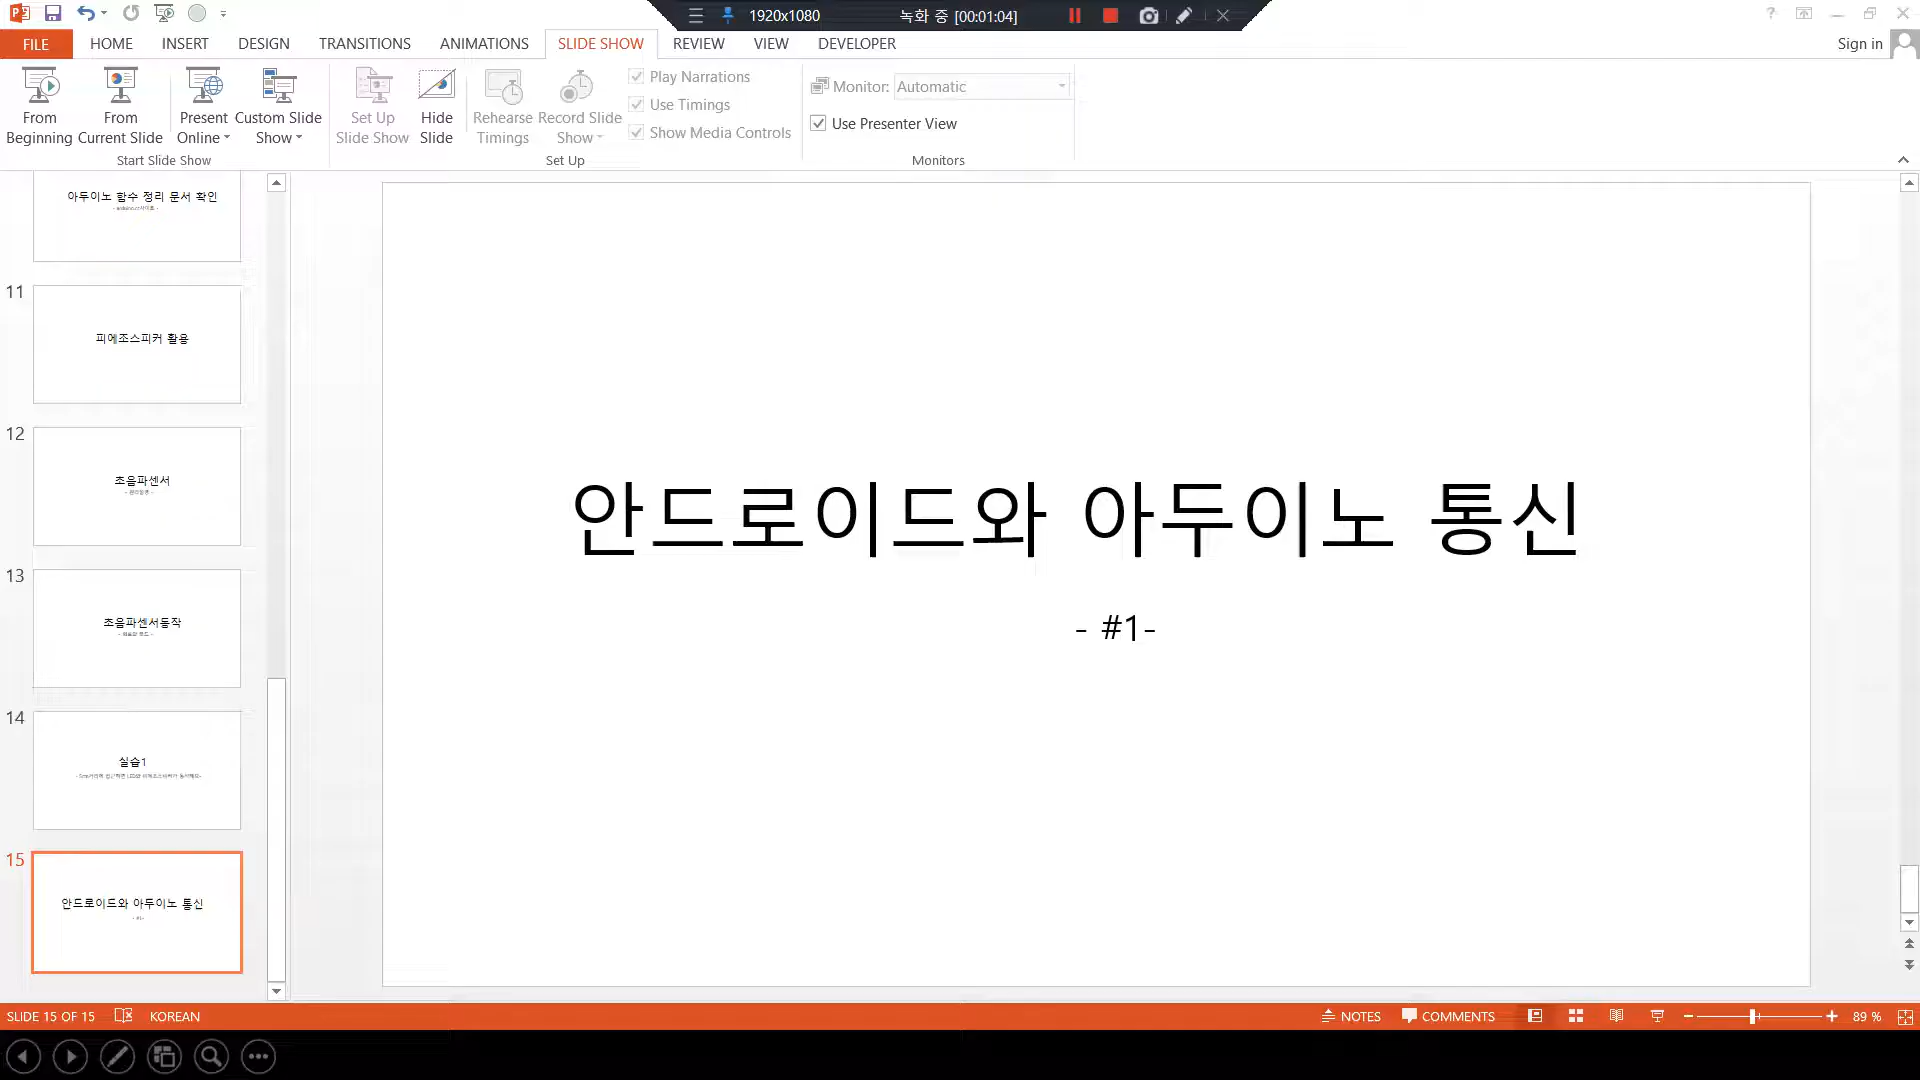 1920x1080
녹화 중 [00:01:04]
FILE HOME INSERT DESIGN TRANSITIONS ANIMATIONS SLIDE SHOW REVIEW VIEW DEVELOPER
Sign in
From Beginning
From Current Slide
Present Online
Custom Slide Show
Start Slide Show
Set Up Slide Show
Hide Slide
Rehearse Timings
Record Slide Show
Play Narrations
Use Timings
Show Media Controls
Set Up
Monitor: Automatic
Use Presenter View
Monitors
아두이노 함수 정리 문서 확인
11
피에조스피커 활용
12
초음파센서
13
초음파센서동작
14
실습1
15
안드로이드와 아두이노 통신
- #1-
안드로이드와 아두이노 통신
- #1-
SLIDE 15 OF 15 KOREAN
NOTES COMMENTS 89 %